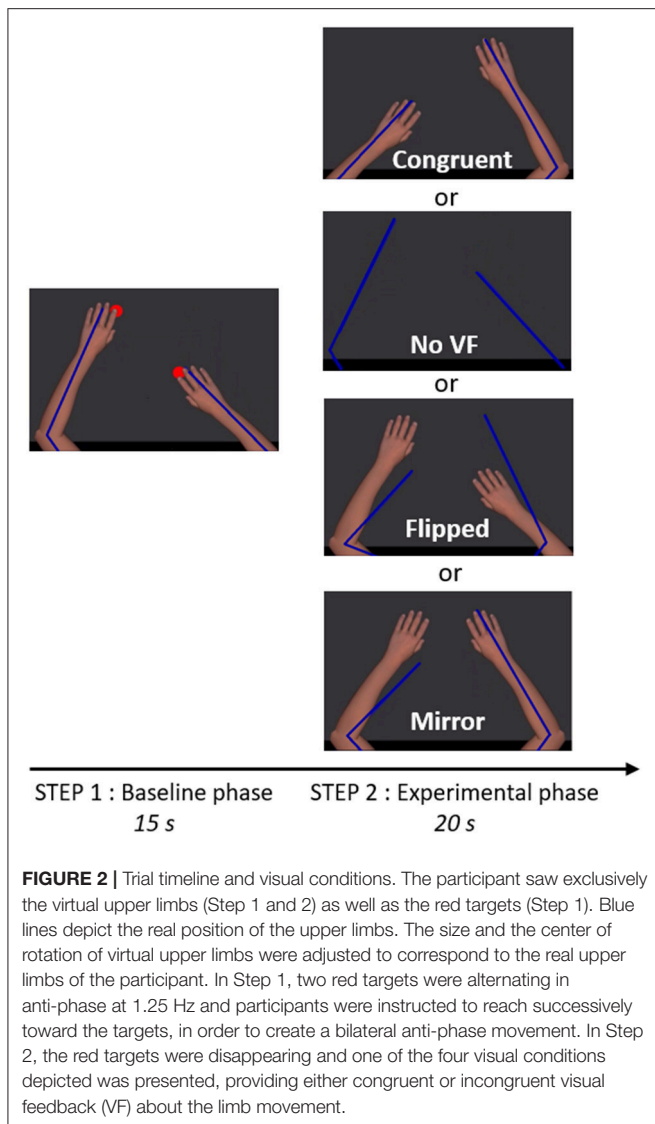 Congruent
or
No VF
or
Flipped
or
Mirror
STEP 1 : Baseline phase
15 s
STEP 2 : Experimental phase
20 s
FIGURE 2 | Trial timeline and visual conditions. The participant saw exclusively
the virtual upper limbs (Step 1 and 2) as well as the red targets (Step 1). Blue
lines depict the real position of the upper limbs. The size and the center of
rotation of virtual upper limbs were adjusted to correspond to the real upper
limbs of the participant. In Step 1, two red targets were alternating in
anti-phase at 1.25 Hz and participants were instructed to reach successively
toward the targets, in order to create a bilateral anti-phase movement. In Step
2, the red targets were disappearing and one of the four visual conditions
depicted was presented, providing either congruent or incongruent visual
feedback (VF) about the limb movement.